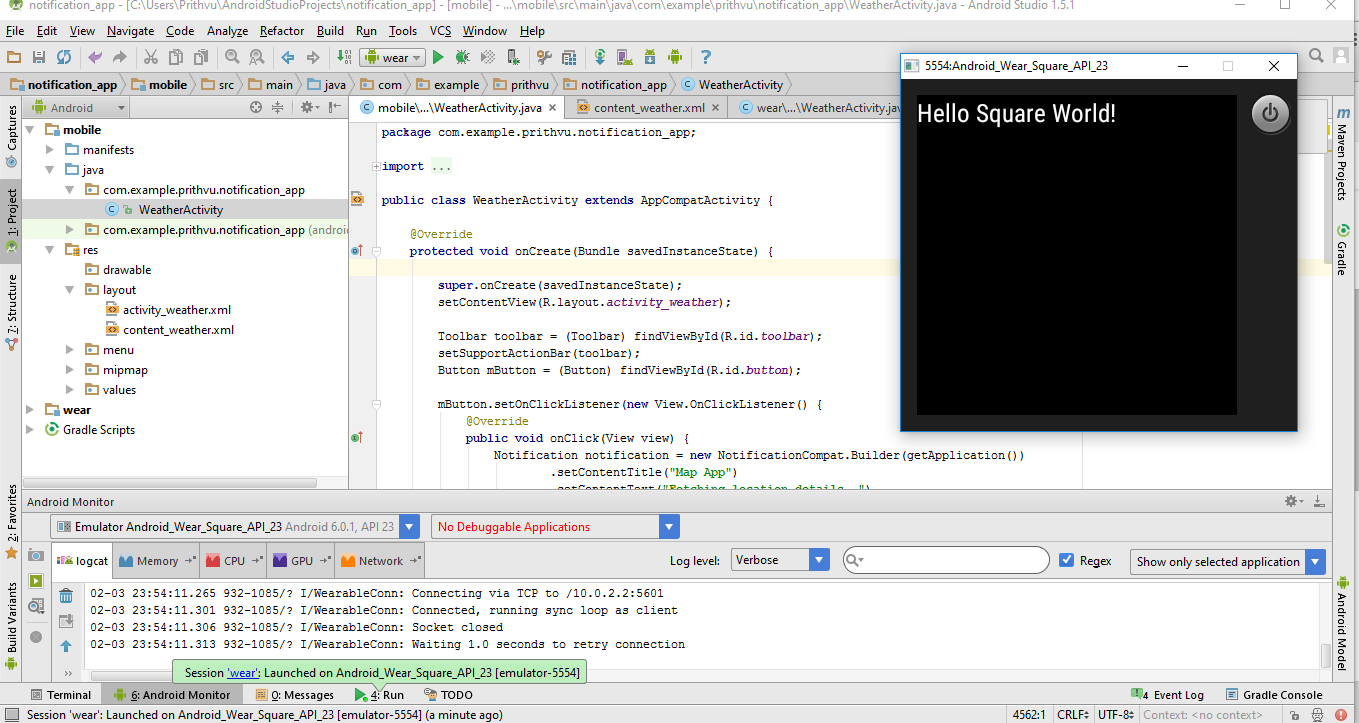 notification_app - [C:\Users\Prithvu\AndroidStudioProjects\notification_app] - [mobile] - ...\mobile\src\main\java\com\example\prithvu\notification_app\WeatherActivity.java - Android Studio 1.5.1
File Edit View Navigate Code Analyze Refactor Build Run Tools VCS Window Help
wear
notification_app mobile src main java com example prithvu notification_app WeatherActivity
5554:Android_Wear_Square_API_23
Hello Square World!
Captures
1: Project
7: Structure
2: Favorites
Build Variants
Android
mobile
manifests
java
com.example.prithvu.notification_app
WeatherActivity
com.example.prithvu.notification_app
res
drawable
layout
activity_weather.xml
content_weather.xml
menu
mipmap
values
wear
Gradle Scripts
mobile\...\WeatherActivity.java content_weather.xml
package com.example.prithvu.notification_app;
import ...
public class WeatherActivity extends AppCompatActivity {
@Override
protected void onCreate(Bundle savedInstanceState) {
super.onCreate(savedInstanceState);
setContentView(R.layout.activity_weather);
Toolbar toolbar = (Toolbar) findViewById(R.id.toolbar);
setSupportActionBar(toolbar);
Button mButton = (Button) findViewById(R.id.button);
mButton.setOnClickListener(new View.OnClickListener() {
@Override
public void onClick(View view) {
Notification notification = new NotificationCompat.Builder(getApplication())
.setContentTitle("Map App")
Maven Projects
Gradle
Android Model
Android Monitor
Emulator Android_Wear_Square_API_23 Android 6.0.1, API 23 No Debuggable Applications
logcat Memory CPU GPU Network Log level: Verbose Regex Show only selected application
02-03 23:54:11.265 932-1085/? I/WearableConn: Connecting via TCP to /10.0.2.2:5601
02-03 23:54:11.301 932-1085/? I/WearableConn: Connected, running sync loop as client
02-03 23:54:11.306 932-1085/? I/WearableConn: Socket closed
02-03 23:54:11.313 932-1085/? I/WearableConn: Waiting 1.0 seconds to retry connection
Session 'wear': Launched on Android_Wear_Square_API_23 [emulator-5554]
Terminal 6: Android Monitor 0: Messages 4: Run TODO 4 Event Log Gradle Console
Session 'wear': Launched on Android_Wear_Square_API_23 [emulator-5554] (a minute ago) 4562:1 CRLF UTF-8 Context: <no context>